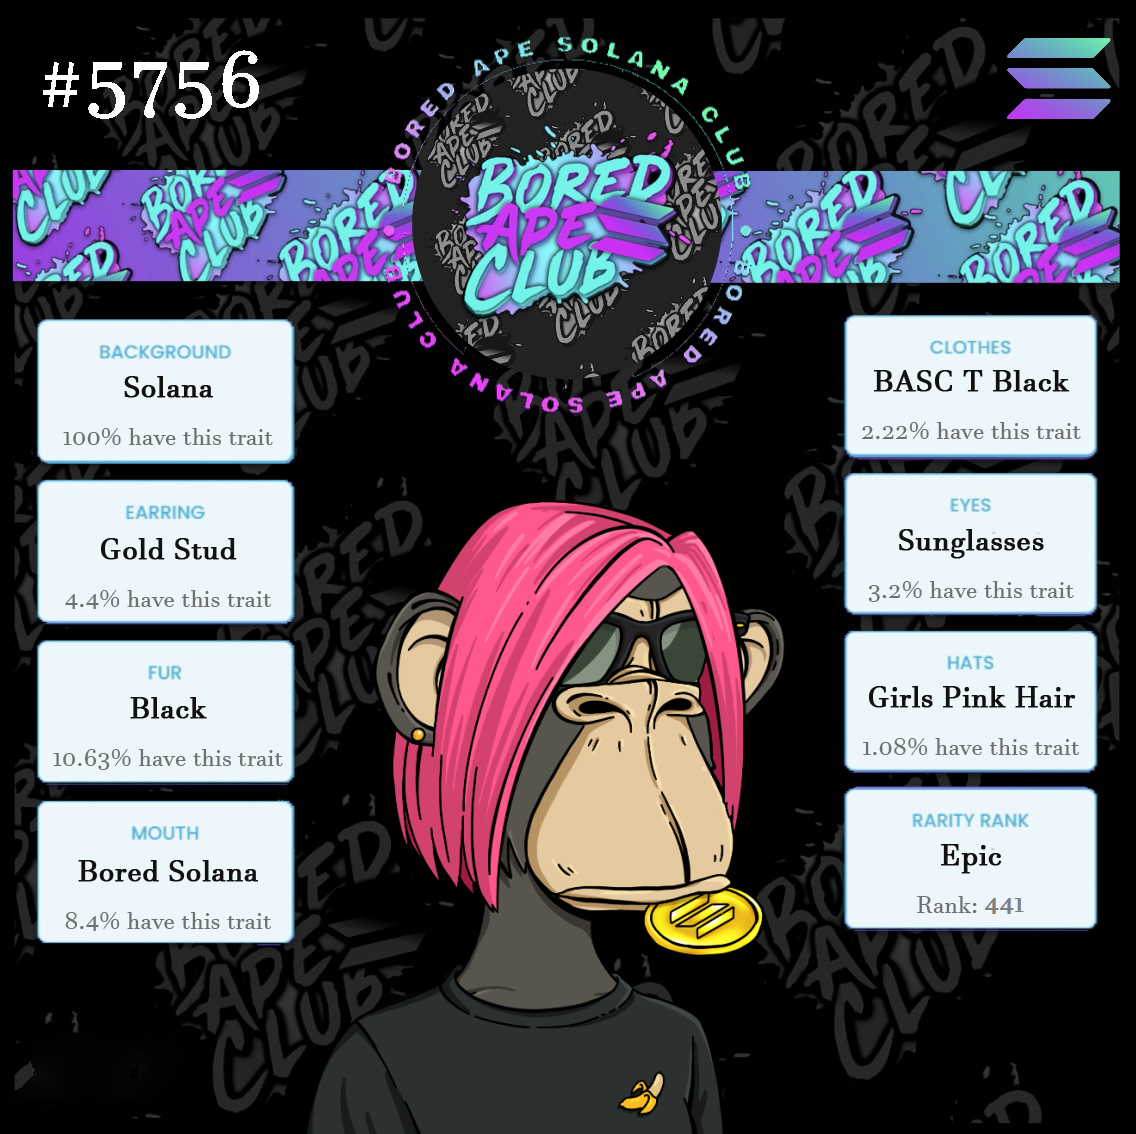 #5756
BORED APE SOLANA CLUB
BORED APE SOLANA CLUB
BORED
APE
CLUB
BACKGROUND
Solana
100% have this trait
EARRING
Gold Stud
4.4% have this trait
FUR
Black
10.63% have this trait
MOUTH
Bored Solana
8.4% have this trait
CLOTHES
BASC T Black
2.22% have this trait
EYES
Sunglasses
3.2% have this trait
HATS
Girls Pink Hair
1.08% have this trait
RARITY RANK
Epic
Rank: 441